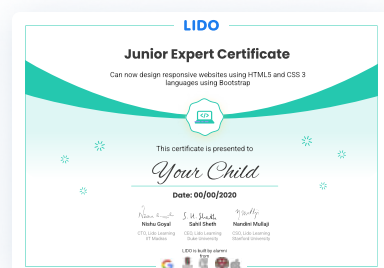 LIDO
Junior Expert Certificate
Can now design responsive websites using HTML5 and CSS 3
languages using Bootstrap
This certificate is presented to
Your Child
Date: 00/00/2020
Nishu Goyal
Sahil Sheth
Nandini Mullaji
CTO, Lido Learning
CEO, Lido Learning
CSO, Lido Learning
IIT Madras
Duke University
Stanford University
LIDO is built by alumni
from